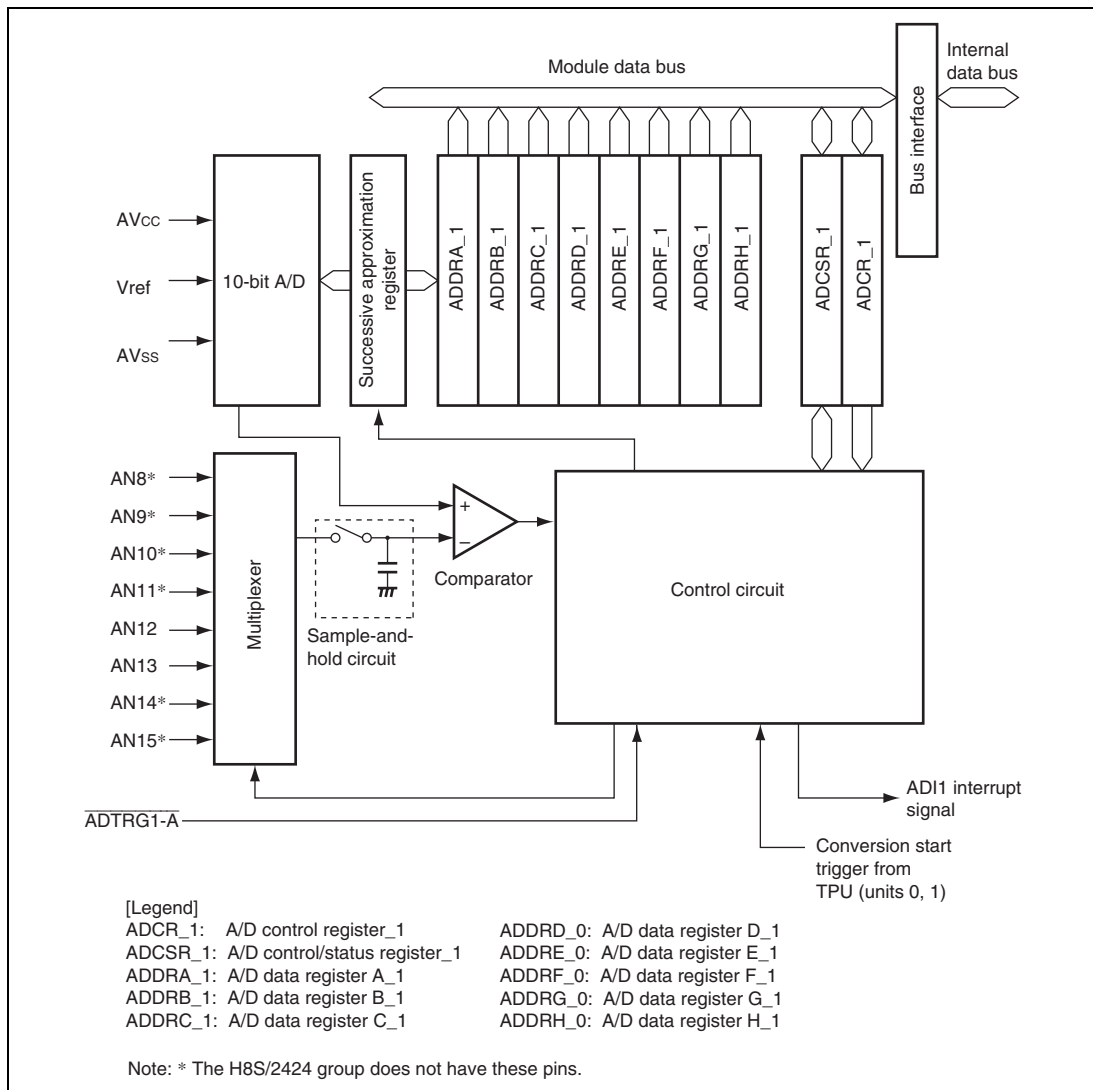 Module data bus
Internal
data bus
Bus interface
AVCC
Vref
AVSS
10-bit A/D
Successive approximation
register
ADDRA_1
ADDRB_1
ADDRC_1
ADDRD_1
ADDRE_1
ADDRF_1
ADDRG_1
ADDRH_1
ADCSR_1
ADCR_1
AN8*
AN9*
AN10*
AN11*
AN12
AN13
AN14*
AN15*
Multiplexer
+
−
Comparator
Sample-and-
hold circuit
Control circuit
ADTRG1-A
ADI1 interrupt
signal
Conversion start
trigger from
TPU (units 0, 1)
[Legend]
ADCR_1: A/D control register_1
ADCSR_1: A/D control/status register_1
ADDRA_1: A/D data register A_1
ADDRB_1: A/D data register B_1
ADDRC_1: A/D data register C_1
ADDRD_0: A/D data register D_1
ADDRE_0: A/D data register E_1
ADDRF_0: A/D data register F_1
ADDRG_0: A/D data register G_1
ADDRH_0: A/D data register H_1
Note: * The H8S/2424 group does not have these pins.